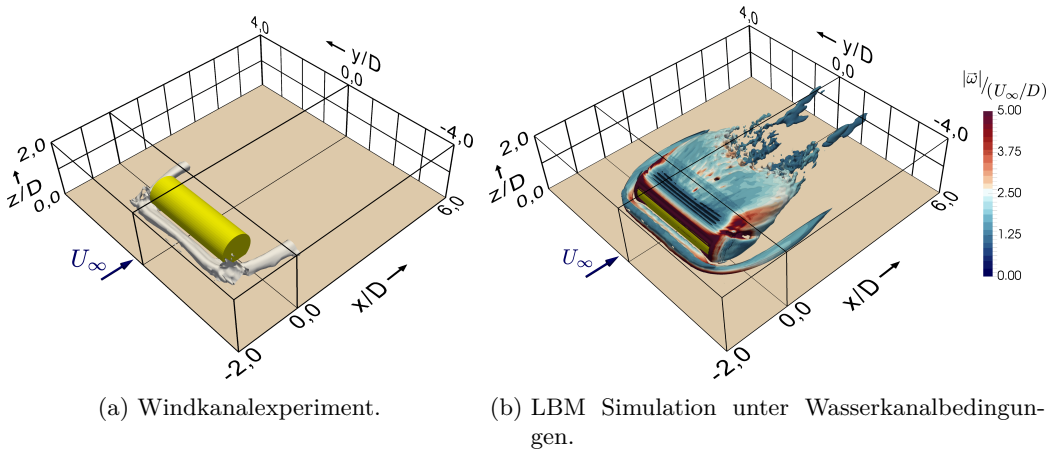 4,0
y/D
0,0
-4,0
2,0
z/D
0,0
6,0
U∞
x/D
0,0
-2,0
4,0
y/D
0,0
-4,0
2,0
z/D
0,0
6,0
U∞
x/D
0,0
-2,0
|ω⃗|/(U∞/D)
5.00
3.75
2.50
1.25
0.00
(a) Windkanalexperiment.
(b) LBM Simulation unter Wasserkanalbedingun-
gen.